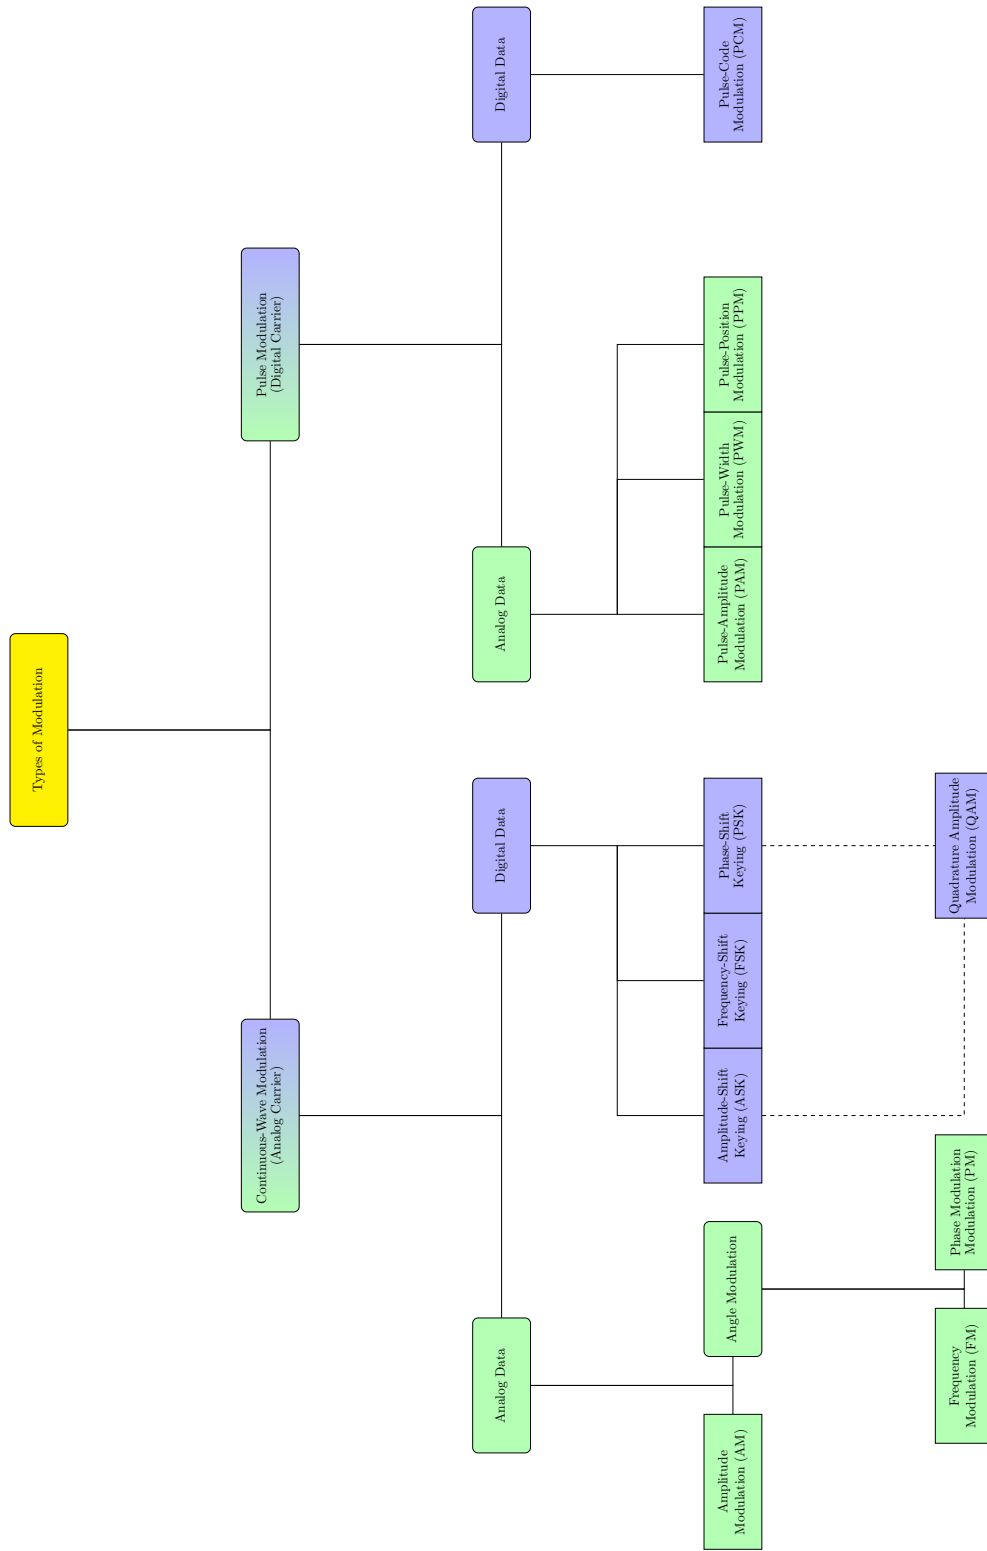 Types of Modulation
Continuous-Wave Modulation
(Analog Carrier)
Pulse Modulation
(Digital Carrier)
Analog Data
Digital Data
Analog Data
Digital Data
Amplitude
Modulation (AM)
Angle Modulation
Amplitude-Shift
Keying (ASK)
Frequency-Shift
Keying (FSK)
Phase-Shift
Keying (PSK)
Pulse-Amplitude
Modulation (PAM)
Pulse-Width
Modulation (PWM)
Pulse-Position
Modulation (PPM)
Pulse-Code
Modulation (PCM)
Frequency
Modulation (FM)
Phase Modulation
Modulation (PM)
Quadrature Amplitude
Modulation (QAM)